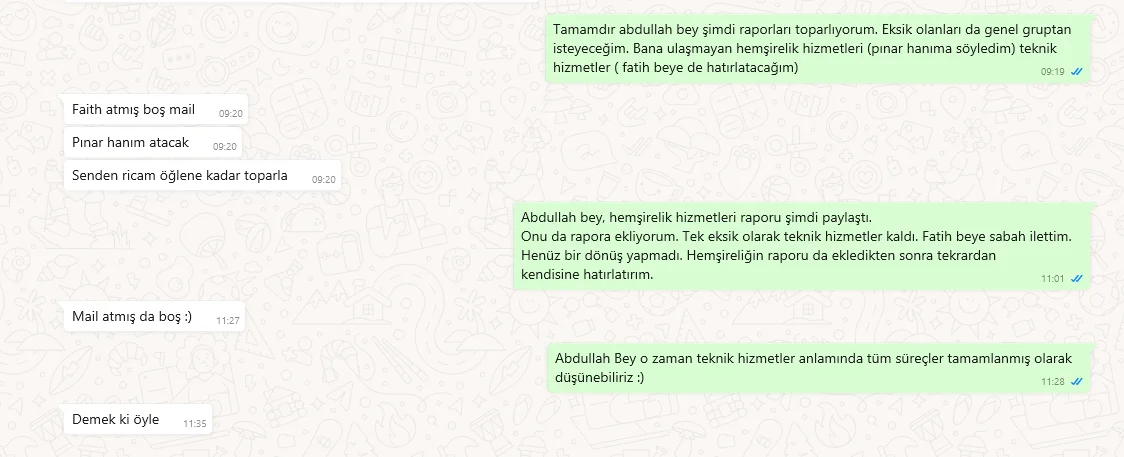 Tamamdır abdullah bey şimdi raporları toparlıyorum. Eksik olanları da genel gruptan
isteyeceğim. Bana ulaşmayan hemşirelik hizmetleri (pınar hanıma söyledim) teknik
hizmetler ( fatih beye de hatırlatacağım)
09:19
Faith atmış boş mail
09:20
Pınar hanım atacak
09:20
Senden ricam öğlene kadar toparla
09:20
Abdullah bey, hemşirelik hizmetleri raporu şimdi paylaştı.
Onu da rapora ekliyorum. Tek eksik olarak teknik hizmetler kaldı. Fatih beye sabah ilettim.
Henüz bir dönüş yapmadı. Hemşireliğin raporu da ekledikten sonra tekrardan
kendisine hatırlatırım.
11:01
Mail atmış da boş :)
11:27
Abdullah Bey o zaman teknik hizmetler anlamında tüm süreçler tamamlanmış olarak
düşünebiliriz :)
11:28
Demek ki öyle
11:35